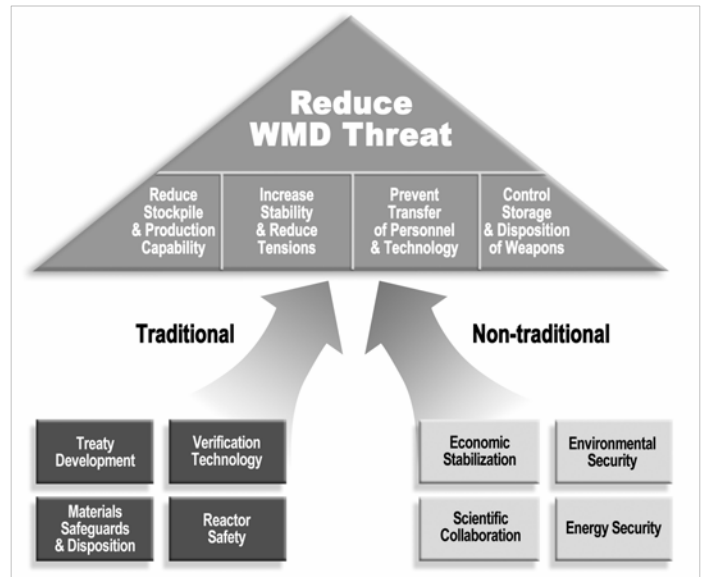 Reduce
WMD Threat
Reduce
Stockpile
& Production
Capability
Increase
Stability
& Reduce
Tensions
Prevent
Transfer
of Personnel
& Technology
Control
Storage
& Disposition
of Weapons
Traditional
Non-traditional
Treaty
Development
Verification
Technology
Materials
Safeguards
& Disposition
Reactor
Safety
Economic
Stabilization
Environmental
Security
Scientific
Collaboration
Energy Security